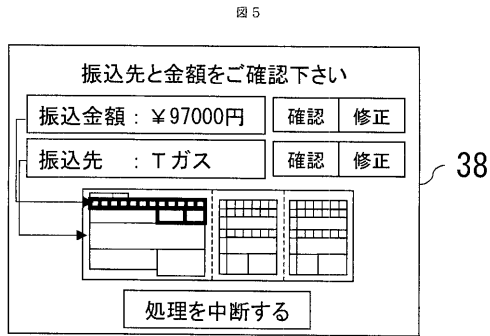 図5
振込先と金額をご確認下さい
振込金額：￥97000円 確認 修正
振込先　：Tガス 確認 修正
38
処理を中断する